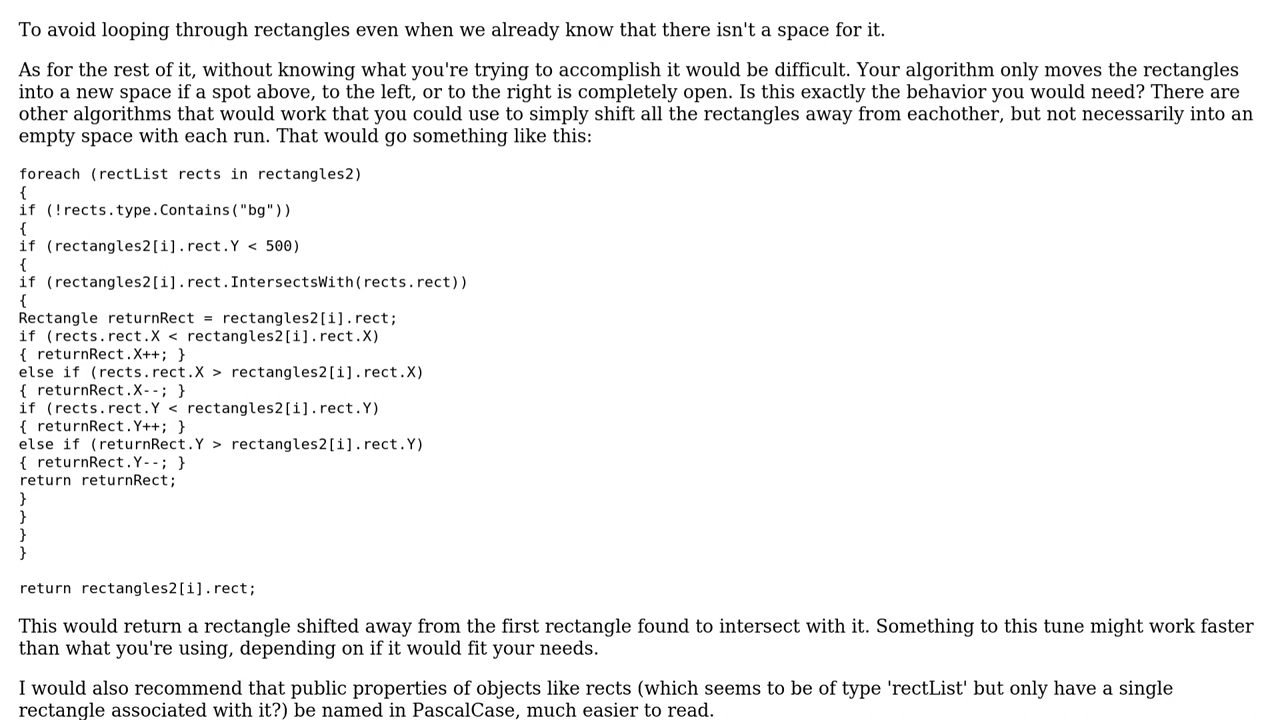 To avoid looping through rectangles even when we already know that there isn't a space for it.
As for the rest of it, without knowing what you're trying to accomplish it would be difficult. Your algorithm only moves the rectangles
into a new space if a spot above, to the left, or to the right is completely open. Is this exactly the behavior you would need? There are
other algorithms that would work that you could use to simply shift all the rectangles away from eachother, but not necessarily into an
empty space with each run. That would go something like this:
foreach (rectList rects in rectangles2)
{
if (!rects.type.Contains("bg"))
{
if (rectangles2[i].rect.Y < 500)
{
if (rectangles2[i].rect.IntersectsWith(rects.rect))
{
Rectangle returnRect = rectangles2[i].rect;
if (rects.rect.X < rectangles2[i].rect.X)
{ returnRect.X++; }
else if (rects.rect.X > rectangles2[i].rect.X)
{ returnRect.X--; }
if (rects.rect.Y < rectangles2[i].rect.Y)
{ returnRect.Y++; }
else if (returnRect.Y > rectangles2[i].rect.Y)
{ returnRect.Y--; }
return returnRect;
}
}
}
}
return rectangles2[i].rect;
This would return a rectangle shifted away from the first rectangle found to intersect with it. Something to this tune might work faster
than what you're using, depending on if it would fit your needs.
I would also recommend that public properties of objects like rects (which seems to be of type 'rectList' but only have a single
rectangle associated with it?) be named in PascalCase, much easier to read.